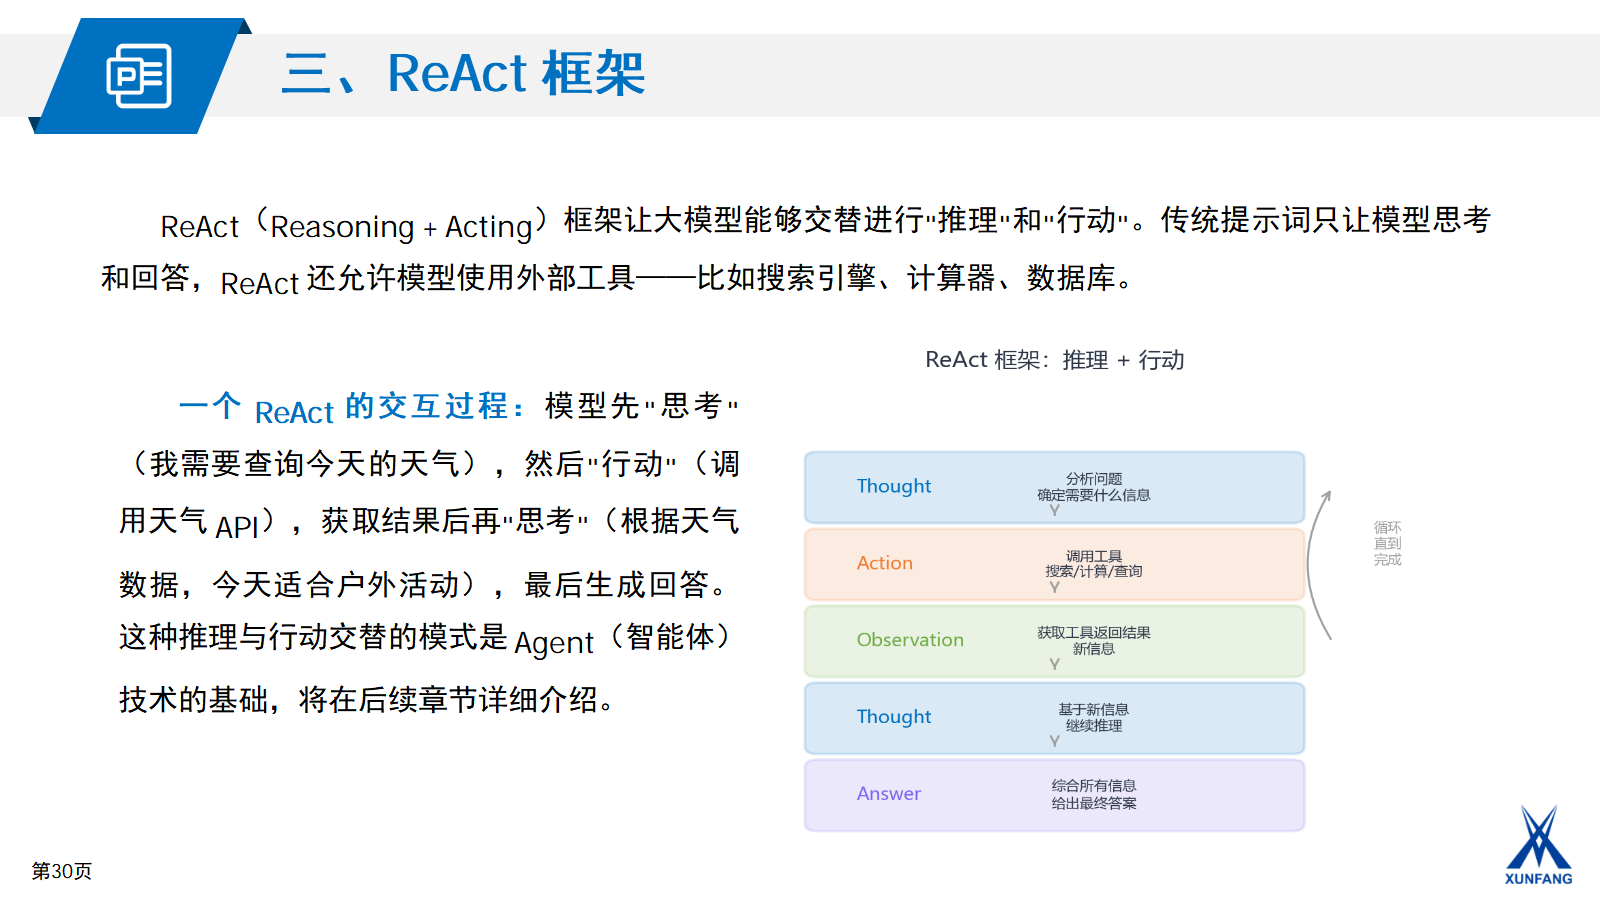 三、ReAct 框架
ReAct（Reasoning + Acting）框架让大模型能够交替进行"推理"和"行动"。传统提示词只让模型思考
和回答，ReAct 还允许模型使用外部工具——比如搜索引擎、计算器、数据库。
一个 ReAct 的交互过程：模型先"思考"
（我需要查询今天的天气），然后"行动"（调
用天气 API），获取结果后再"思考"（根据天气
数据，今天适合户外活动），最后生成回答。
这种推理与行动交替的模式是 Agent（智能体）
技术的基础，将在后续章节详细介绍。
ReAct 框架：推理 + 行动
Thought
分析问题
确定需要什么信息
Action
调用工具
搜索/计算/查询
Observation
获取工具返回结果
新信息
Thought
基于新信息
继续推理
Answer
综合所有信息
给出最终答案
循环
直到
完成
第30页
XUNFANG